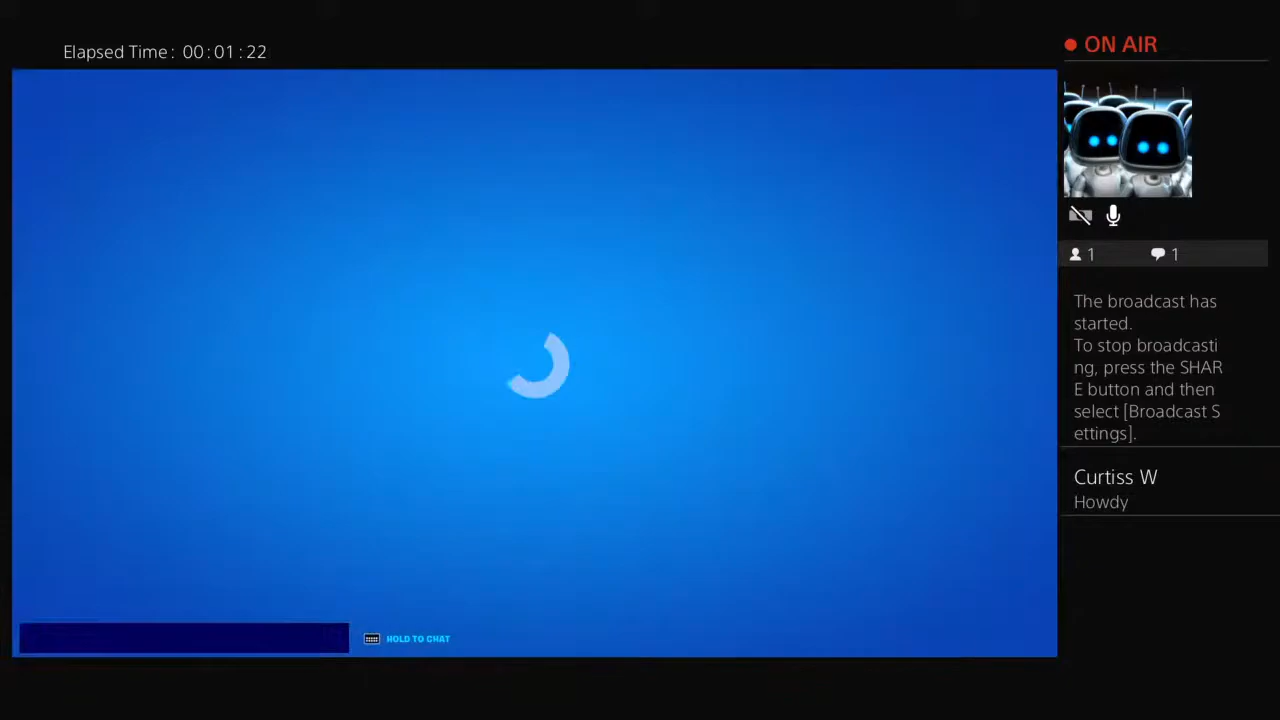 Elapsed Time: 00:01:22
ON AIR
1
1
The broadcast has
started.
To stop broadcasti
ng, press the SHAR
E button and then
select [Broadcast S
ettings].
Curtiss W
Howdy
HOLD TO CHAT